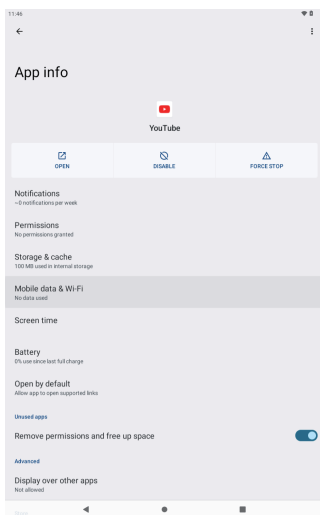 11:46
App info
YouTube
OPEN
DISABLE
FORCE STOP
Notifications
~0 notifications per week
Permissions
No permissions granted
Storage & cache
100 MB used in internal storage
Mobile data & Wi-Fi
No data used
Screen time
Battery
0% use since last full charge
Open by default
Allow app to open supported links
Unused apps
Remove permissions and free up space
Advanced
Display over other apps
Not allowed